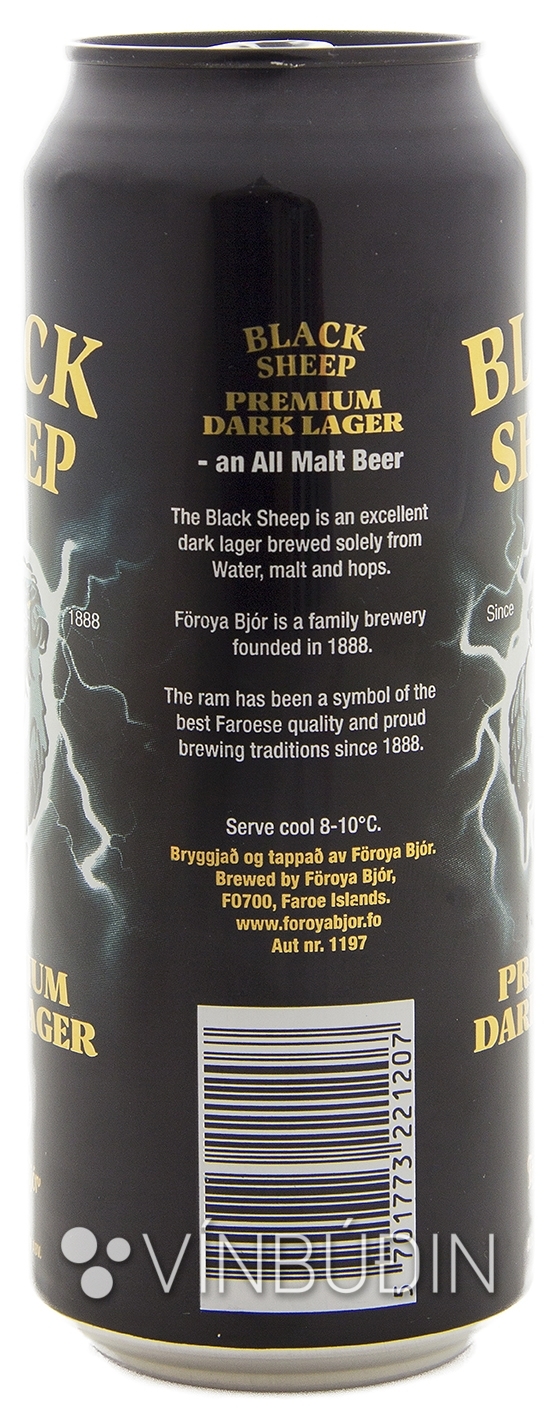 BLACK
SHEEP
PREMIUM
DARK LAGER
- an All Malt Beer
The Black Sheep is an excellent
dark lager brewed solely from
Water, malt and hops.
Föroya Bjór is a family brewery
founded in 1888.
The ram has been a symbol of the
best Faroese quality and proud
brewing traditions since 1888.
Serve cool 8-10°C.
Bryggjað og tappað av Föroya Bjór.
Brewed by Föroya Bjór,
FO700, Faroe Islands.
www.foroyabjor.fo
Aut nr. 1197
5 701773 221207
CK
EP
1888
UM
AGER
BL
SH
Since
PR
DAR
VÍNBÚÐIN